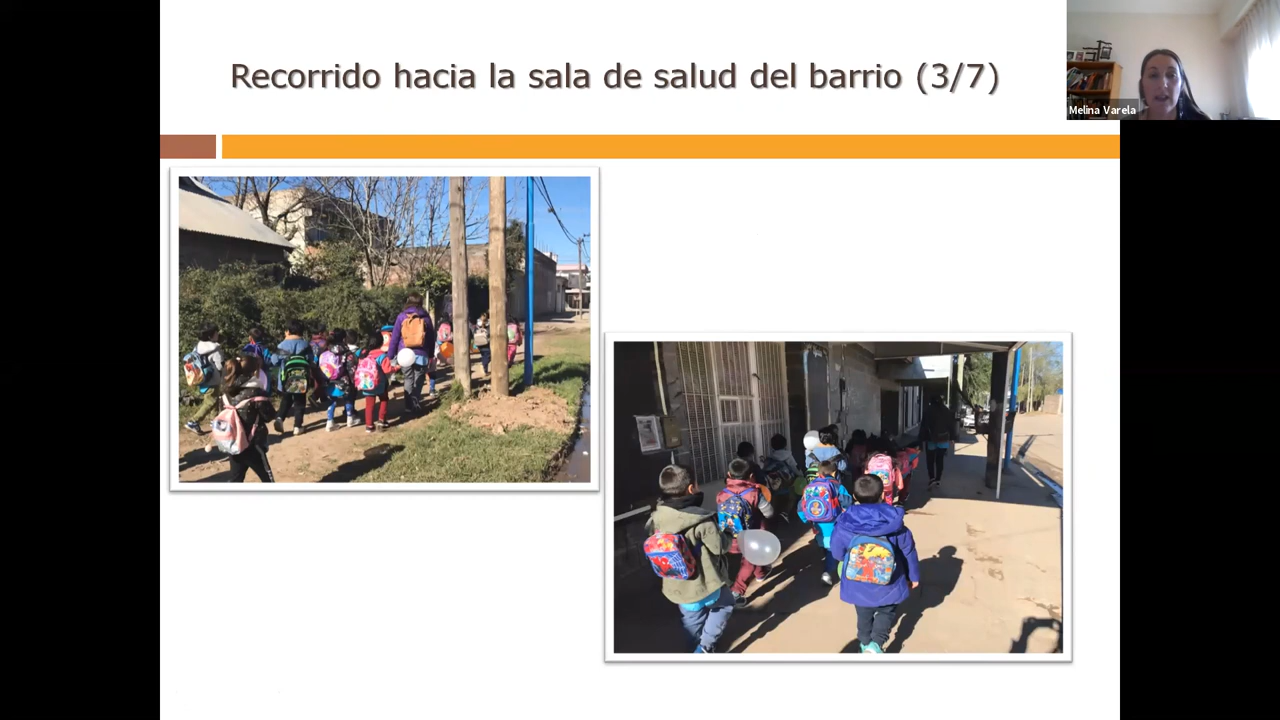 Recorrido hacia la sala de salud del barrio (3/7)
Melina Varela